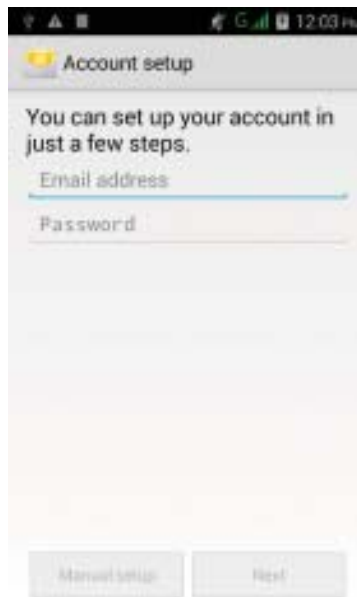 G 12:03 PM
Account setup
You can set up your account in
just a few steps.
Email address
Password
Manual setup
Next